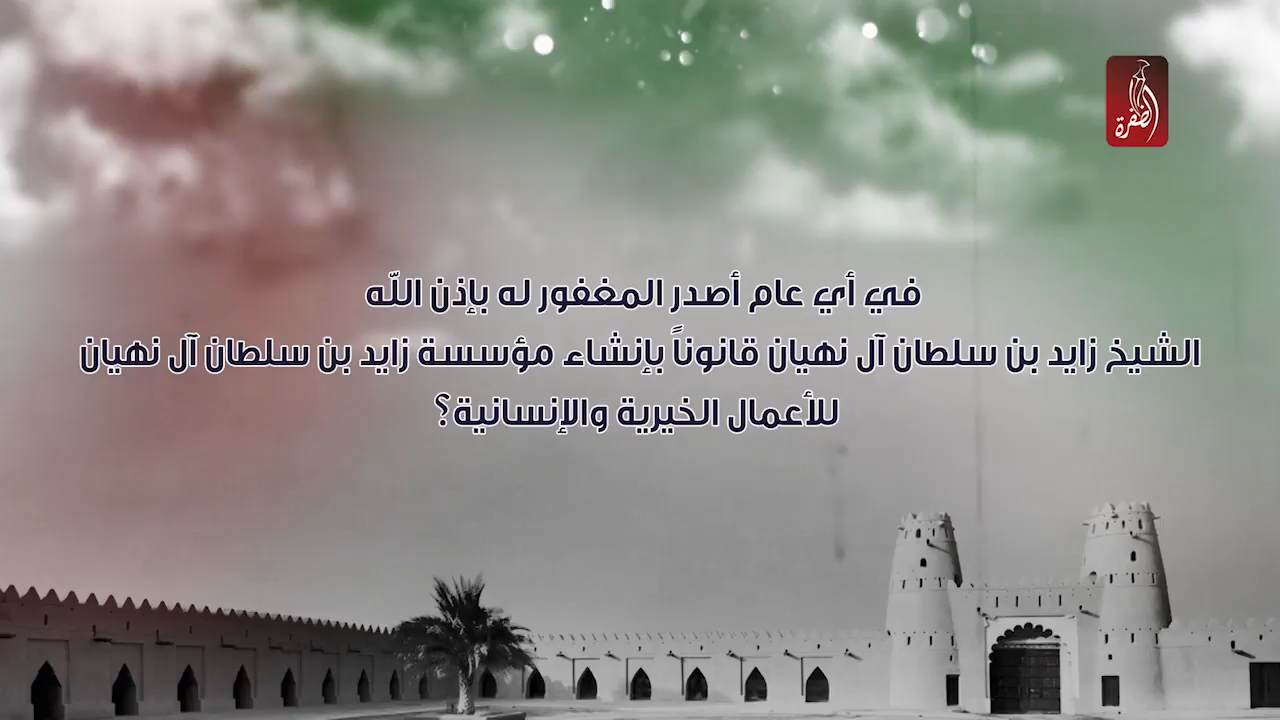 الظفرة
في أي عام أصدر المغفور له بإذن الله
الشيخ زايد بن سلطان آل نهيان قانوناً بإنشاء مؤسسة زايد بن سلطان آل نهيان
للأعمال الخيرية والإنسانية؟